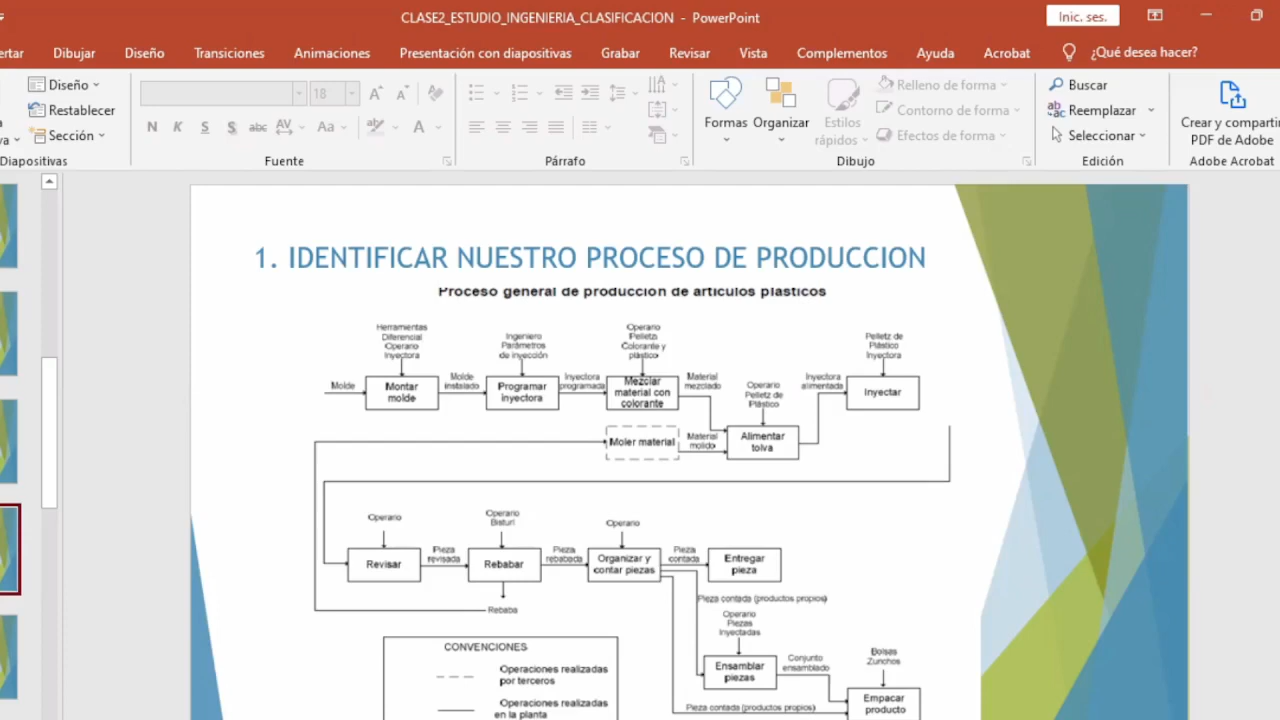 CLASE2_ESTUDIO_INGENIERIA_CLASIFICACION - PowerPoint
Inic. ses.
ertar
Dibujar
Diseño
Transiciones
Animaciones
Presentación con diapositivas
Grabar
Revisar
Vista
Complementos
Ayuda
Acrobat
¿Qué desea hacer?
Diseño
Restablecer
Sección
Diapositivas
N K S S abc AV Aa A
Fuente
Párrafo
Formas
Organizar
Estilos
rápidos
Relleno de forma
Contorno de forma
Efectos de forma
Dibujo
Buscar
Reemplazar
Seleccionar
Edición
Crear y compartir
PDF de Adobe
Adobe Acrobat
1. IDENTIFICAR NUESTRO PROCESO DE PRODUCCION
Proceso general de producción de artículos plásticos
Herramientas
Diferencial
Operario
Inyectora
Ingeniero
Parámetros
de inyección
Operario
Pelletz
Colorante y
plástico
Pelletz de
Plástico
Inyectora
Molde
Montar
molde
Molde
instalado
Programar
inyectora
Inyectora
programada
Mezclar
material con
colorante
Material
mezclado
Operario
Pelletz de
Plástico
Inyectora
alimentada
Inyectar
Moler material
Material
molido
Alimentar
tolva
Operario
Operario
Bisturí
Operario
Revisar
Pieza
revisada
Rebabar
Pieza
rebabada
Organizar y
contar piezas
Pieza
contada
Entregar
pieza
Rebaba
Pieza contada (productos propios)
Operario
Piezas
Inyectadas
Ensamblar
piezas
Conjunto
ensamblado
Bolsas
Zunchos
Empacar
producto
Pieza contada (productos propios)
CONVENCIONES
Operaciones realizadas
por terceros
Operaciones realizadas
en la planta